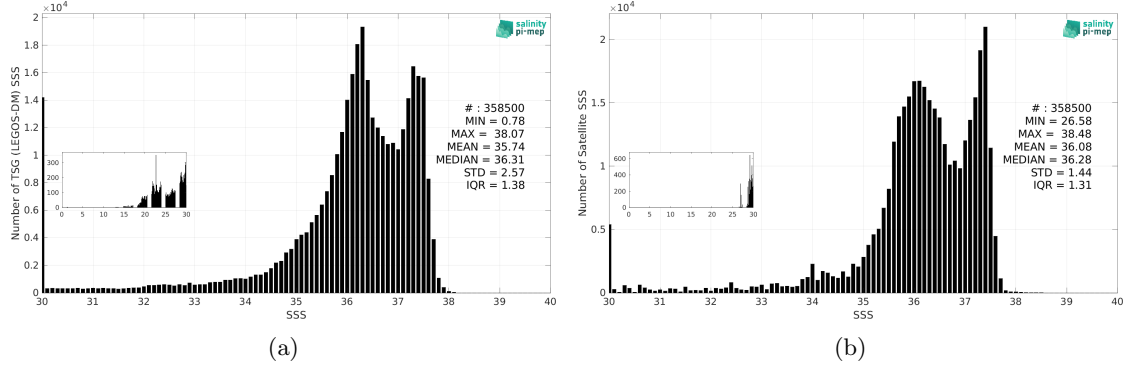 ×10^4
salinity
pi-mep
# : 358500
MIN = 0.78
MAX = 38.07
MEAN = 35.74
MEDIAN = 36.31
STD = 2.57
IQR = 1.38
Number of TSG (LEGOS-DM) SSS
2
1.8
1.6
1.4
1.2
1
0.8
0.6
0.4
0.2
0
300
200
100
0
0 5 10 15 20 25 30
30 31 32 33 34 35 36 37 38 39 40
SSS
(a)
×10^4
salinity
pi-mep
# : 358500
MIN = 26.58
MAX = 38.48
MEAN = 36.08
MEDIAN = 36.28
STD = 1.44
IQR = 1.31
Number of Satellite SSS
2
1.5
1
0.5
0
600
400
200
0
0 5 10 15 20 25 30
30 31 32 33 34 35 36 37 38 39 40
SSS
(b)